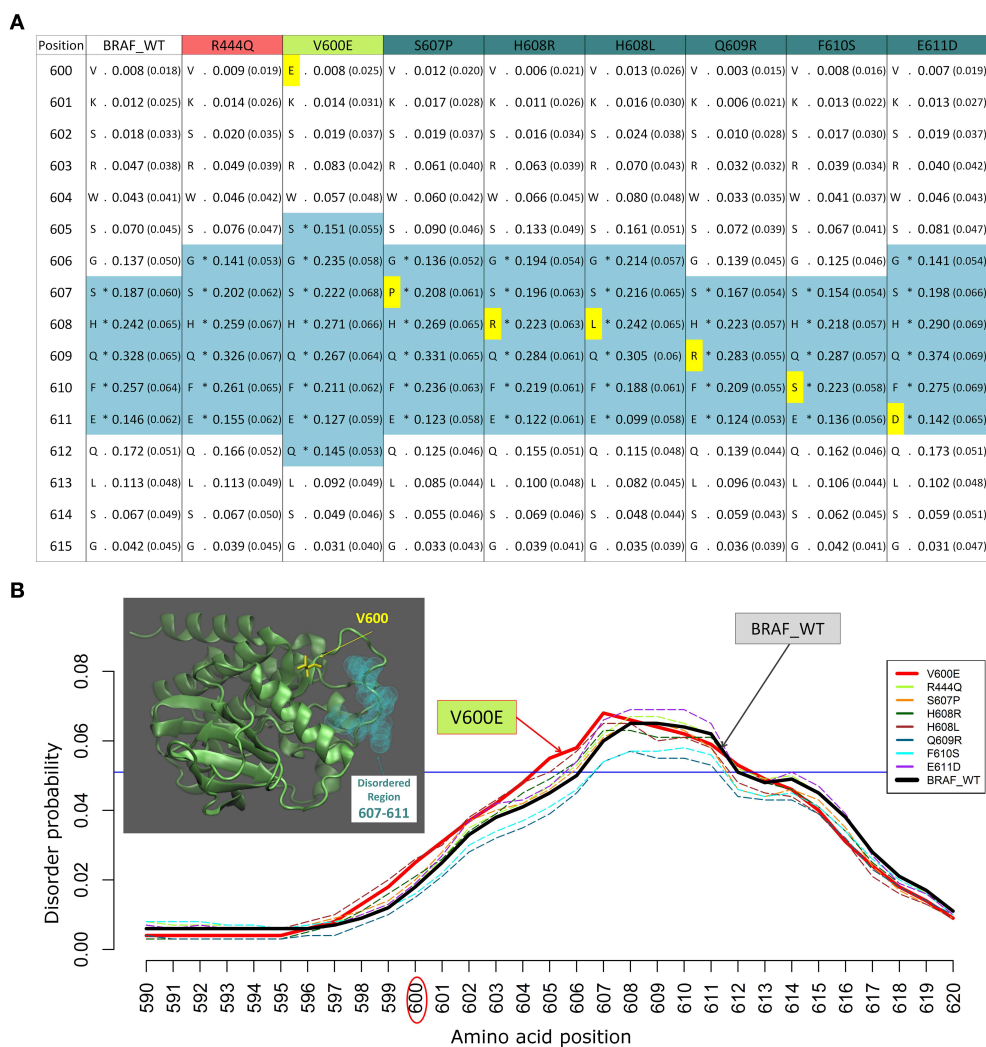 A
Position BRAF_WT R444Q V600E S607P H608R H608L Q609R F610S E611D
600 V . 0.008 (0.018) V . 0.009 (0.019) E . 0.008 (0.025) V . 0.012 (0.020) V . 0.006 (0.021) V . 0.013 (0.026) V . 0.003 (0.015) V . 0.008 (0.016) V . 0.007 (0.019)
601 K . 0.012 (0.025) K . 0.014 (0.026) K . 0.014 (0.031) K . 0.017 (0.028) K . 0.011 (0.026) K . 0.016 (0.030) K . 0.006 (0.021) K . 0.013 (0.022) K . 0.013 (0.027)
602 S . 0.018 (0.033) S . 0.020 (0.035) S . 0.019 (0.037) S . 0.019 (0.037) S . 0.016 (0.034) S . 0.024 (0.038) S . 0.010 (0.028) S . 0.017 (0.030) S . 0.019 (0.037)
603 R . 0.047 (0.038) R . 0.049 (0.039) R . 0.083 (0.042) R . 0.061 (0.040) R . 0.063 (0.039) R . 0.070 (0.043) R . 0.032 (0.032) R . 0.039 (0.034) R . 0.040 (0.042)
604 W . 0.043 (0.041) W . 0.046 (0.042) W . 0.057 (0.048) W . 0.060 (0.042) W . 0.066 (0.045) W . 0.080 (0.048) W . 0.033 (0.035) W . 0.041 (0.037) W . 0.046 (0.043)
605 S . 0.070 (0.045) S . 0.076 (0.047) S * 0.151 (0.055) S . 0.090 (0.046) S . 0.133 (0.049) S . 0.161 (0.051) S . 0.072 (0.039) S . 0.067 (0.041) S . 0.081 (0.047)
606 G . 0.137 (0.050) G * 0.141 (0.053) G * 0.235 (0.058) G * 0.136 (0.052) G * 0.194 (0.054) G * 0.214 (0.057) G . 0.139 (0.045) G . 0.125 (0.046) G * 0.141 (0.054)
607 S * 0.187 (0.060) S * 0.202 (0.062) S * 0.222 (0.068) P * 0.208 (0.061) S * 0.196 (0.063) S * 0.216 (0.065) S * 0.167 (0.054) S * 0.154 (0.054) S * 0.198 (0.066)
608 H * 0.242 (0.065) H * 0.259 (0.067) H * 0.271 (0.066) H * 0.269 (0.065) R * 0.223 (0.063) L * 0.242 (0.065) H * 0.223 (0.057) H * 0.218 (0.057) H * 0.290 (0.069)
609 Q * 0.328 (0.065) Q * 0.326 (0.067) Q * 0.267 (0.064) Q * 0.331 (0.065) Q * 0.284 (0.061) Q * 0.305 (0.06) R * 0.283 (0.055) Q * 0.287 (0.057) Q * 0.374 (0.069)
610 F * 0.257 (0.064) F * 0.261 (0.065) F * 0.211 (0.062) F * 0.236 (0.063) F * 0.219 (0.061) F * 0.188 (0.061) F * 0.209 (0.055) S * 0.223 (0.058) F * 0.275 (0.069)
611 E * 0.146 (0.062) E * 0.155 (0.062) E * 0.127 (0.059) E * 0.123 (0.058) E * 0.122 (0.061) E * 0.099 (0.058) E * 0.124 (0.053) E * 0.136 (0.056) D * 0.142 (0.065)
612 Q . 0.172 (0.051) Q . 0.166 (0.052) Q * 0.145 (0.053) Q . 0.125 (0.046) Q . 0.155 (0.051) Q . 0.115 (0.048) Q . 0.139 (0.044) Q . 0.162 (0.046) Q . 0.173 (0.051)
613 L . 0.113 (0.048) L . 0.113 (0.049) L . 0.092 (0.049) L . 0.085 (0.044) L . 0.100 (0.048) L . 0.082 (0.045) L . 0.096 (0.043) L . 0.106 (0.044) L . 0.102 (0.048)
614 S . 0.067 (0.049) S . 0.067 (0.050) S . 0.049 (0.046) S . 0.055 (0.046) S . 0.069 (0.046) S . 0.048 (0.044) S . 0.059 (0.043) S . 0.062 (0.045) S . 0.059 (0.051)
615 G . 0.042 (0.045) G . 0.039 (0.045) G . 0.031 (0.040) G . 0.033 (0.043) G . 0.039 (0.041) G . 0.035 (0.039) G . 0.036 (0.039) G . 0.042 (0.041) G . 0.031 (0.047)
B
V600
Disordered
Region
607-611
V600E
BRAF_WT
V600E
R444Q
S607P
H608R
H608L
Q609R
F610S
E611D
BRAF_WT
Disorder probability
0.08
0.06
0.04
0.02
0.00
590 591 592 593 594 595 596 597 598 599 600 601 602 603 604 605 606 607 608 609 610 611 612 613 614 615 616 617 618 619 620
Amino acid position